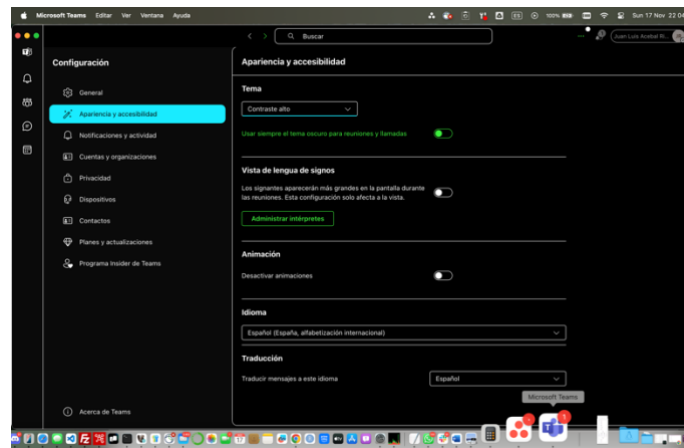 Microsoft Teams Editar Ver Ventana Ayuda
100%
Sun 17 Nov 22:04
Buscar
Juan Luis Acebal Ri...
Configuración
General
Apariencia y accesibilidad
Notificaciones y actividad
Cuentas y organizaciones
Privacidad
Dispositivos
Contactos
Planes y actualizaciones
Programa Insider de Teams
Acerca de Teams
Apariencia y accesibilidad
Tema
Contraste alto
Usar siempre el tema oscuro para reuniones y llamadas
Vista de lengua de signos
Los signantes aparecerán más grandes en la pantalla durante
las reuniones. Esta configuración solo afecta a la vista.
Administrar intérpretes
Animación
Desactivar animaciones
Idioma
Español (España, alfabetización internacional)
Traducción
Traducir mensajes a este idioma
Español
Microsoft Teams